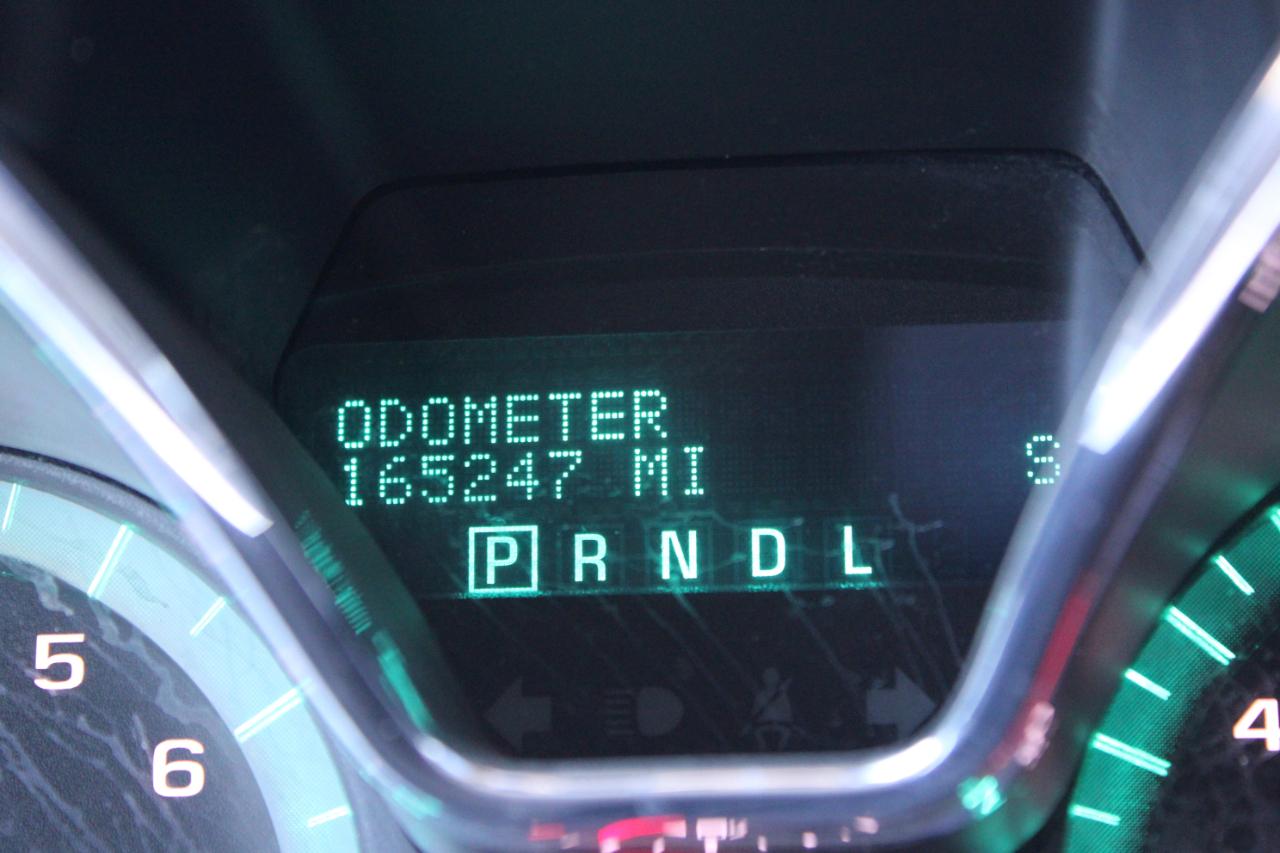 ODOMETER
165247 MI S
P R N D L
5
6
4